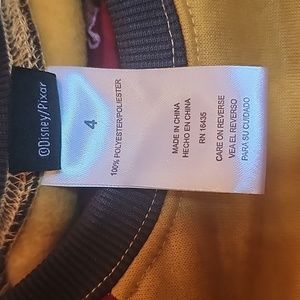 ©Disney/Pixar
4
100% POLYESTER/POLIESTER
MADE IN CHINA
HECHO EN CHINA
RN 16435
CARE ON REVERSE
VEA EL REVERSO
PARA SU CUIDADO